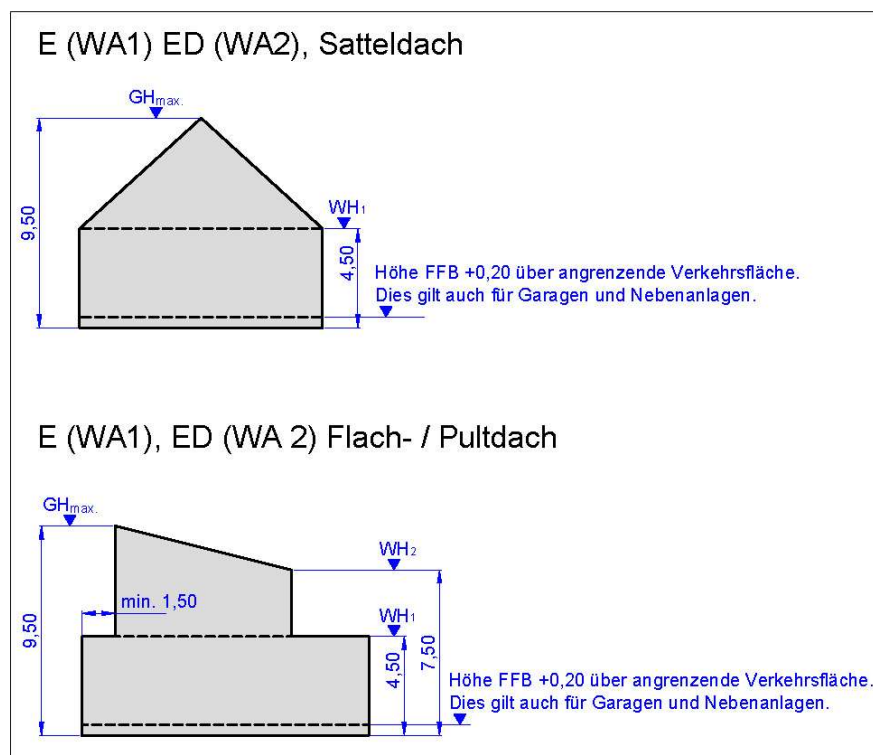 E (WA1) ED (WA2), Satteldach
GHmax.
WH1
9,50
4,50
Höhe FFB +0,20 über angrenzende Verkehrsfläche.
Dies gilt auch für Garagen und Nebenanlagen.
E (WA1), ED (WA 2) Flach- / Pultdach
GHmax.
WH2
min. 1,50
WH1
9,50
4,50
7,50
Höhe FFB +0,20 über angrenzende Verkehrsfläche.
Dies gilt auch für Garagen und Nebenanlagen.